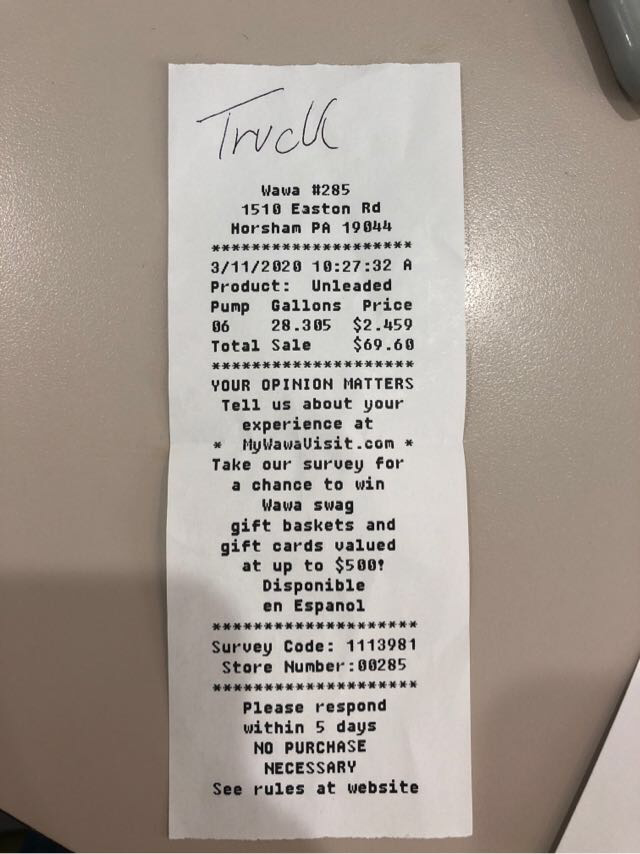 Truck
Wawa #285
1510 Easton Rd
Horsham PA 19044
********************
3/11/2020 10:27:32 A
Product:  Unleaded
Pump  Gallons  Price
06    28.305  $2.459
Total Sale    $69.60
********************
YOUR OPINION MATTERS
Tell us about your
experience at
*  MyWawaVisit.com *
Take our survey for
a chance to win
Wawa swag
gift baskets and
gift cards valued
at up to $500!
Disponible
en Espanol
********************
Survey Code: 1113981
Store Number:00285
********************
Please respond
within 5 days
NO PURCHASE
NECESSARY
See rules at website